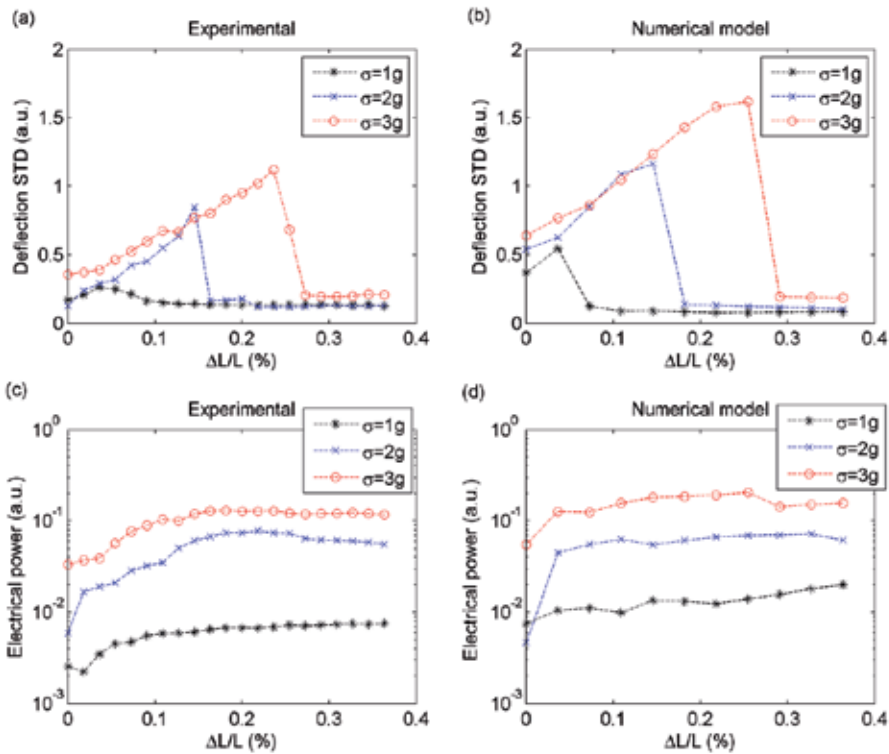 (a)
Experimental
2
1.5
1
0.5
0
Deflection STD (a.u.)
σ=1g
σ=2g
σ=3g
0 0.1 0.2 0.3 0.4
ΔL/L (%)
(b)
Numerical model
2
1.5
1
0.5
0
Deflection STD (a.u.)
σ=1g
σ=2g
σ=3g
0 0.1 0.2 0.3 0.4
ΔL/L (%)
(c)
Experimental
10⁰
10⁻¹
10⁻²
10⁻³
Electrical power (a.u.)
σ=1g
σ=2g
σ=3g
0 0.1 0.2 0.3 0.4
ΔL/L (%)
(d)
Numerical model
10⁰
10⁻¹
10⁻²
10⁻³
Electrical power (a.u.)
σ=1g
σ=2g
σ=3g
0 0.1 0.2 0.3 0.4
ΔL/L (%)